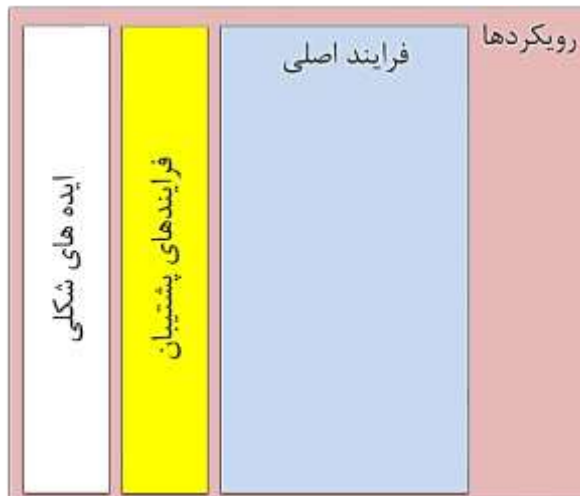 رویکردها
فرایند اصلی
فرایندهای پشتیبان
ایده های شکلی